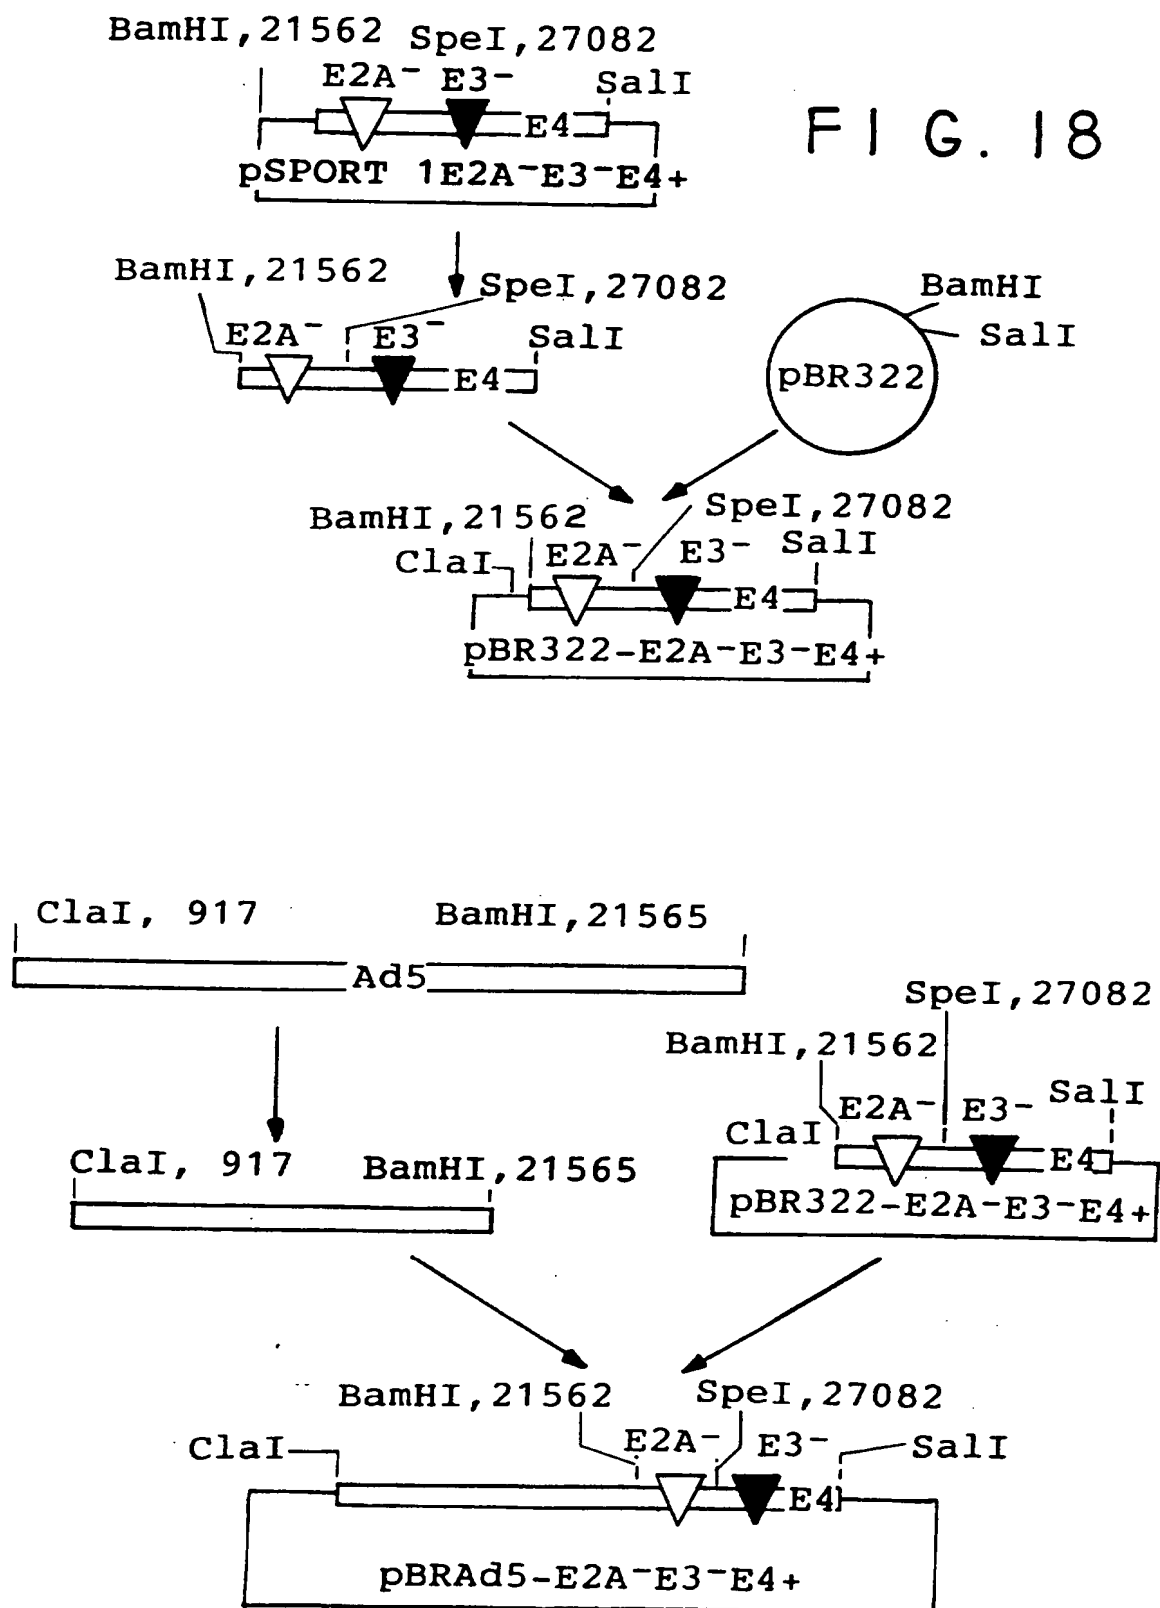 BamHI,21562 SpeI,27082
E2A⁻ E3⁻ SalI
FIG. 18
E4
pSPORT 1E2A⁻E3⁻E4+
BamHI,21562 SpeI,27082
BamHI
E2A⁻ E3⁻ SalI
SalI
E4
pBR322
BamHI,21562 SpeI,27082
ClaI E2A⁻ E3⁻ SalI
E4
pBR322-E2A⁻E3⁻E4+
ClaI, 917 BamHI,21565
Ad5
SpeI,27082
BamHI,21562
ClaI E2A⁻ E3⁻ SalI
E4
ClaI, 917 BamHI,21565
pBR322-E2A⁻E3⁻E4+
BamHI,21562 SpeI,27082
ClaI E2A⁻ E3⁻ SalI
E4
pBRAd5-E2A⁻E3⁻E4+